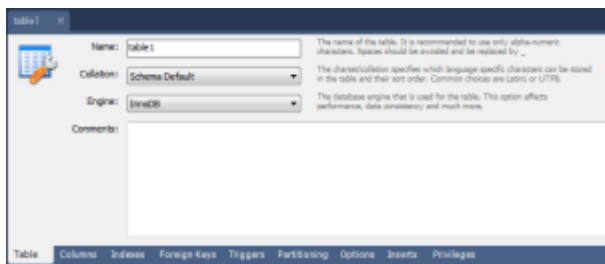 table1 ×
Name: table1
The name of the table. It is recommended to use only alpha-numeric
characters. Spaces should be avoided and be replaced by _
Collation: Schema Default
The charset/collation specifies which language specific characters can be stored
in the table and their sort order. Common choices are Latin1 or UTF8.
Engine: InnoDB
The database engine that is used for the table. This option affects
performance, data consistency and much more.
Comments:
Table Columns Indexes Foreign Keys Triggers Partitioning Options Inserts Privileges